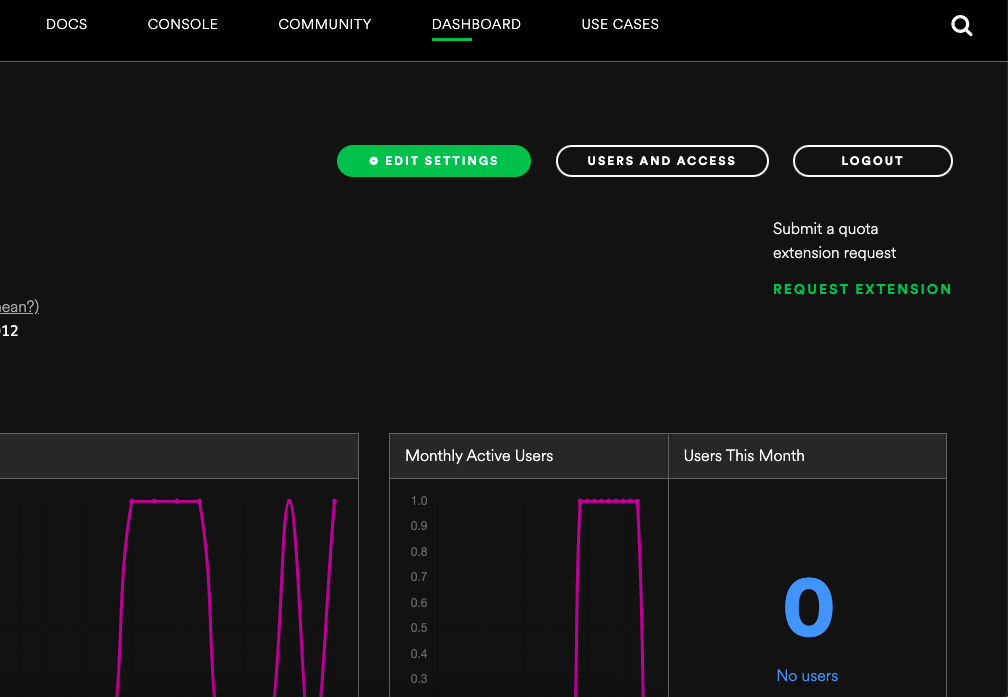 DOCS CONSOLE COMMUNITY DASHBOARD USE CASES
EDIT SETTINGS USERS AND ACCESS LOGOUT
Submit a quota
extension request
REQUEST EXTENSION
ean?)
12
Monthly Active Users
Users This Month
1.0
0.9
0.8
0.7
0.6
0.5
0.4
0.3
0
No users